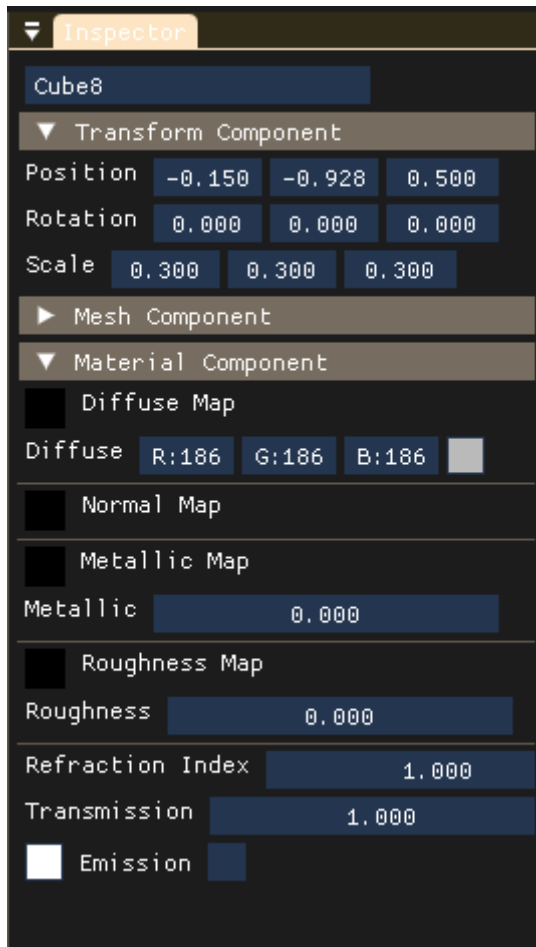 Inspector
Cube8
Transform Component
Position -0.150 -0.928 0.500
Rotation 0.000 0.000 0.000
Scale 0.300 0.300 0.300
Mesh Component
Material Component
Diffuse Map
Diffuse R:186 G:186 B:186
Normal Map
Metallic Map
Metallic 0.000
Roughness Map
Roughness 0.000
Refraction Index 1.000
Transmission 1.000
Emission